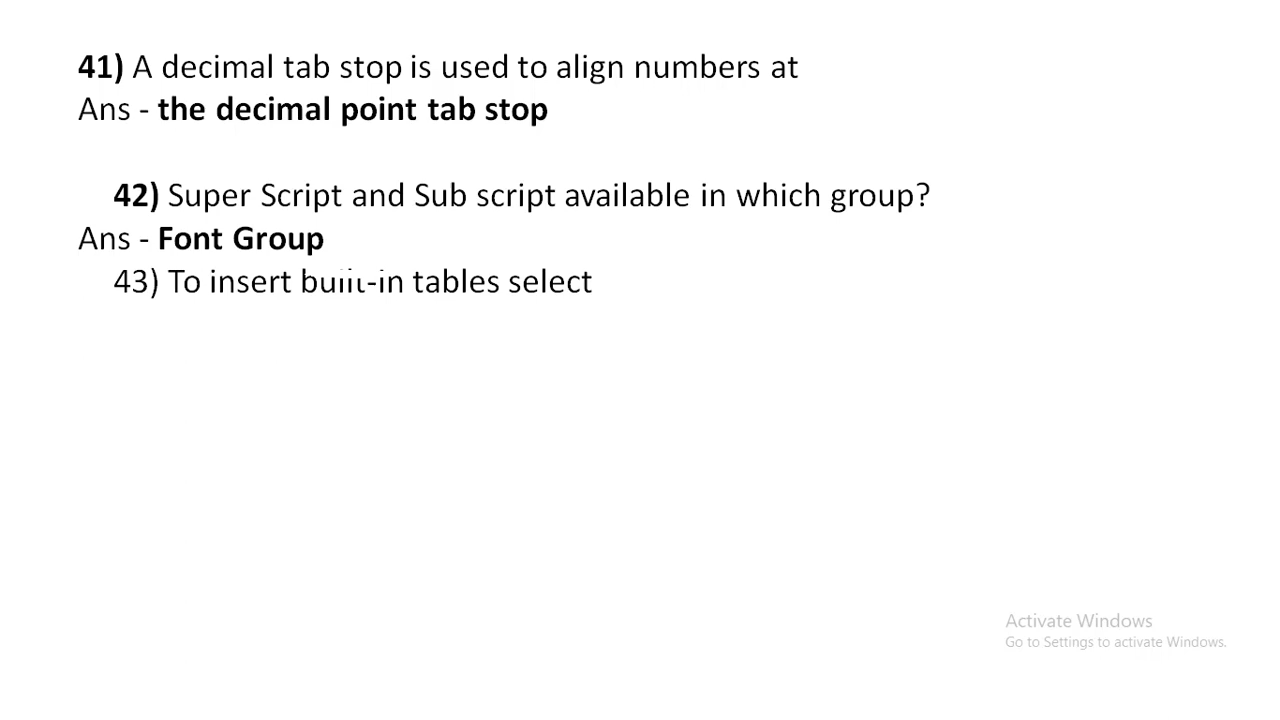 41) A decimal tab stop is used to align numbers at
Ans - the decimal point tab stop
42) Super Script and Sub script available in which group?
Ans - Font Group
43) To insert built-in tables select
Activate Windows
Go to Settings to activate Windows.